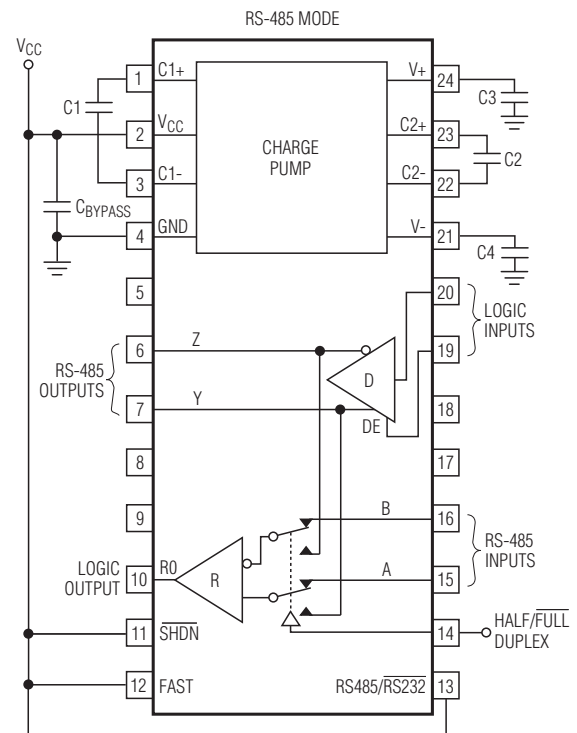 RS-485 MODE
VCC
1 C1+ V+ 24
C1 C3
2 VCC C2+ 23
CHARGE
PUMP
C2
3 C1- C2- 22
CBYPASS
4 GND V- 21
C4
5 20
LOGIC
INPUTS
6 Z 19
RS-485
OUTPUTS
D
7 Y DE 18
8 17
9 B 16
RS-485
INPUTS
LOGIC
OUTPUT
10 R0 R A 15
11 SHDN 14 HALF/FULL
DUPLEX
12 FAST RS485/RS232 13